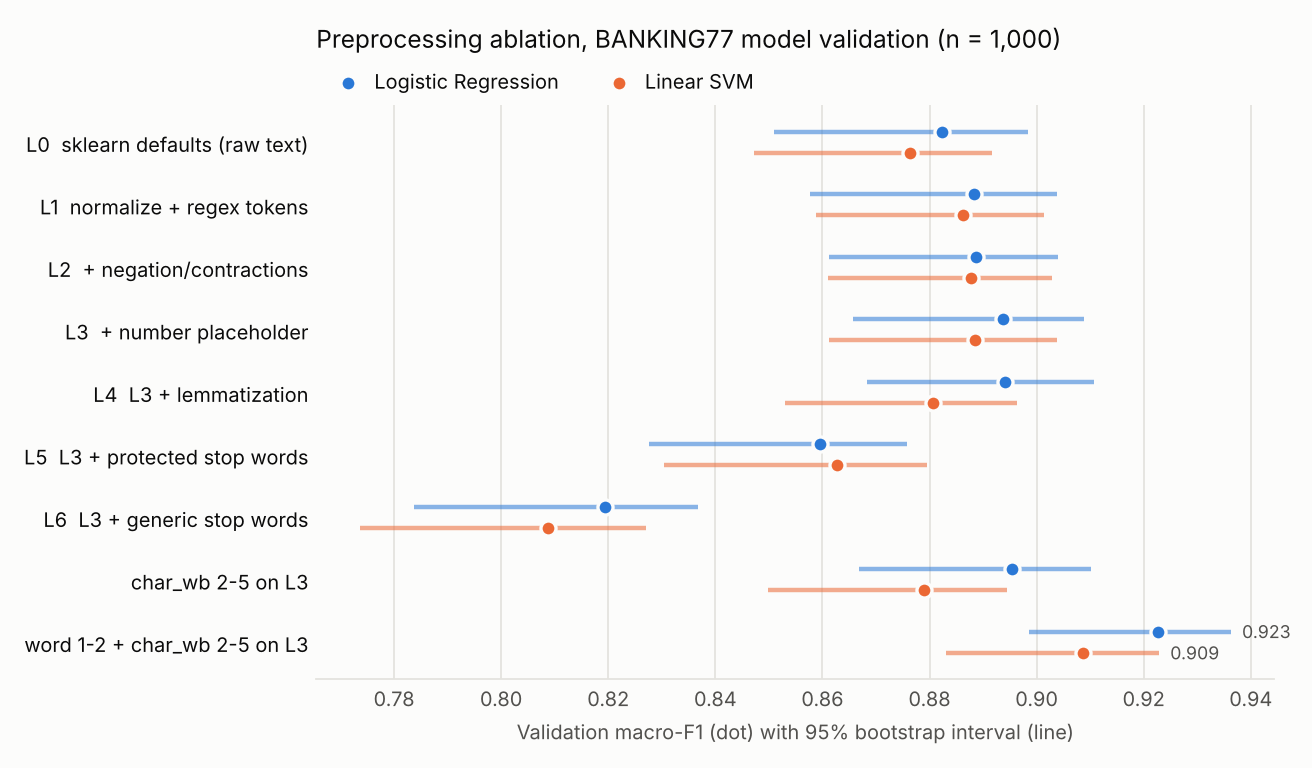 Preprocessing ablation, BANKING77 model validation (n = 1,000)
Logistic Regression
Linear SVM
L0 sklearn defaults (raw text)
L1 normalize + regex tokens
L2 + negation/contractions
L3 + number placeholder
L4 L3 + lemmatization
L5 L3 + protected stop words
L6 L3 + generic stop words
char_wb 2-5 on L3
word 1-2 + char_wb 2-5 on L3
0.923
0.909
0.78 0.80 0.82 0.84 0.86 0.88 0.90 0.92 0.94
Validation macro-F1 (dot) with 95% bootstrap interval (line)